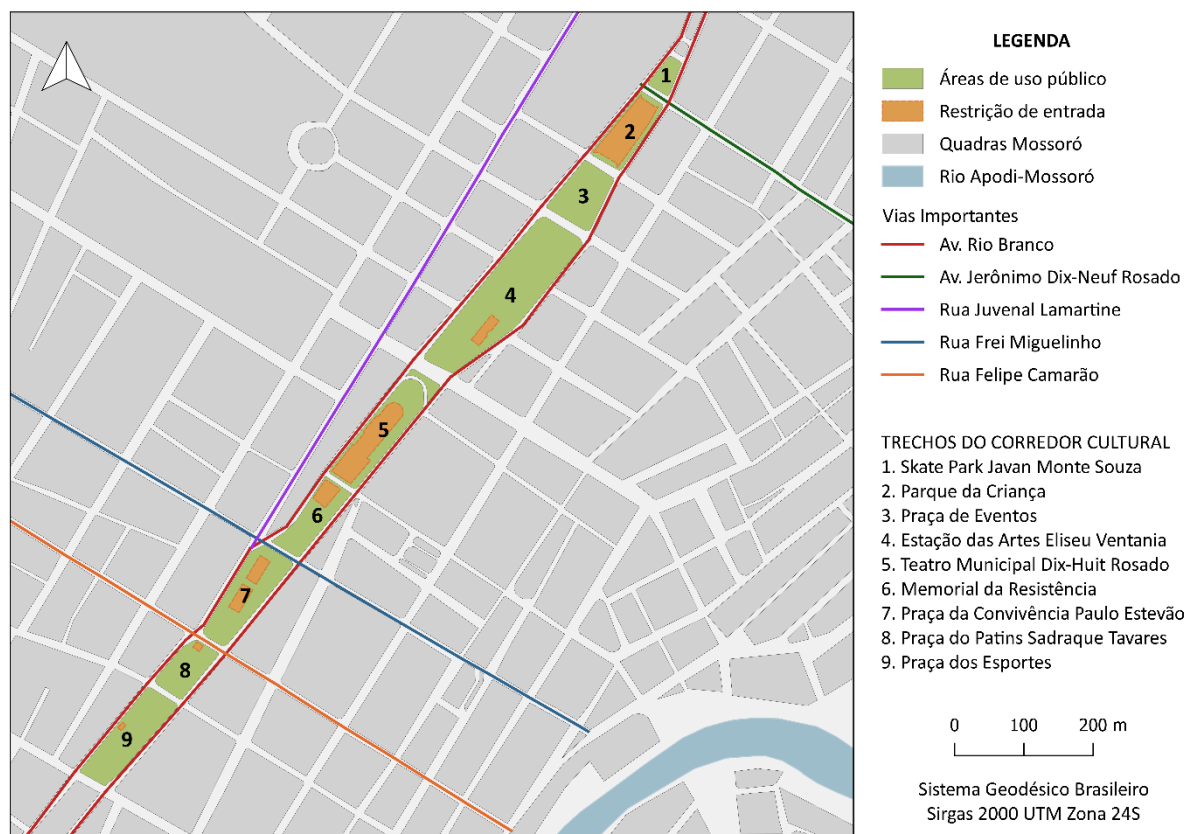 1
2
3
4
5
6
7
8
9
LEGENDA
Áreas de uso público
Restrição de entrada
Quadras Mossoró
Rio Apodi-Mossoró
Vias Importantes
Av. Rio Branco
Av. Jerônimo Dix-Neuf Rosado
Rua Juvenal Lamartine
Rua Frei Miguelinho
Rua Felipe Camarão
TRECHOS DO CORREDOR CULTURAL
1. Skate Park Javan Monte Souza
2. Parque da Criança
3. Praça de Eventos
4. Estação das Artes Eliseu Ventania
5. Teatro Municipal Dix-Huit Rosado
6. Memorial da Resistência
7. Praça da Convivência Paulo Estevão
8. Praça do Patins Sadraque Tavares
9. Praça dos Esportes
0 100 200 m
Sistema Geodésico Brasileiro
Sirgas 2000 UTM Zona 24S